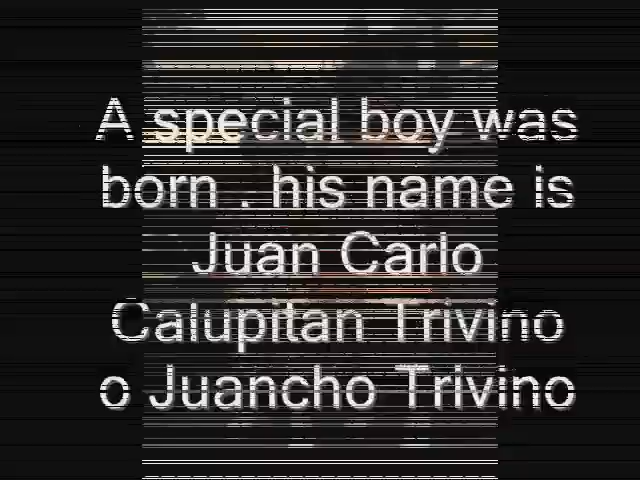 A special boy was
born . his name is
Juan Carlo
Calupitan Trivino
o Juancho Trivino